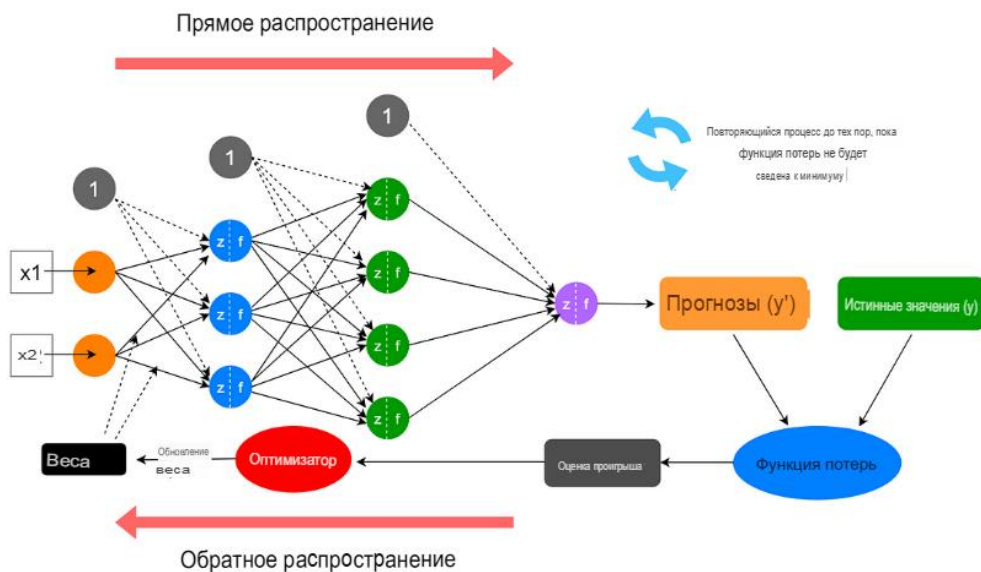 Прямое распространение
1
1
1
Повторяющийся процесс до тех пор, пока
функция потерь не будет
сведена к минимуму
z f
z f
x1
z f
z f
z f
z f
Прогнозы (y')
Истинные значения (y)
x2
z f
z f
Веса
Обновление
веса
Оптимизатор
Оценка проигрыша
Функция потерь
Обратное распространение